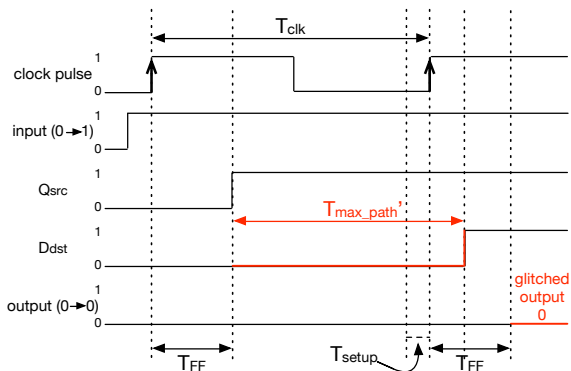 Tclk
1
clock pulse
0
1
input (0→1)
0
1
Qsrc
0
Tmax_path'
1
Ddst
0
1
glitched
output
0
output (0→0)
0
TFF
Tsetup
TFF